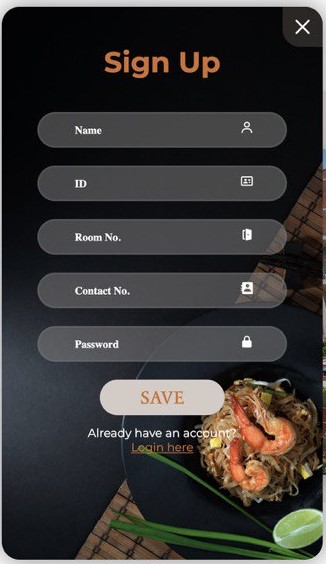 Sign Up
Name
ID
Room No.
Contact No.
Password
SAVE
Already have an account?
Login here